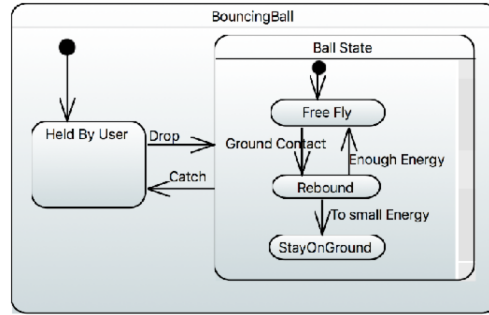 BouncingBall
Ball State
Free Fly
Held By User
Drop
Ground Contact
Enough Energy
Catch
Rebound
To small Energy
StayOnGround